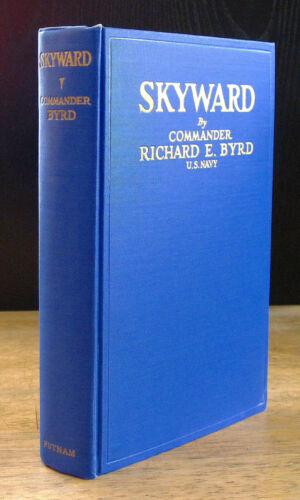 SKYWARD
COMMANDER
BYRD
PUTNAM
SKYWARD
By
COMMANDER
RICHARD E. BYRD
U.S. NAVY